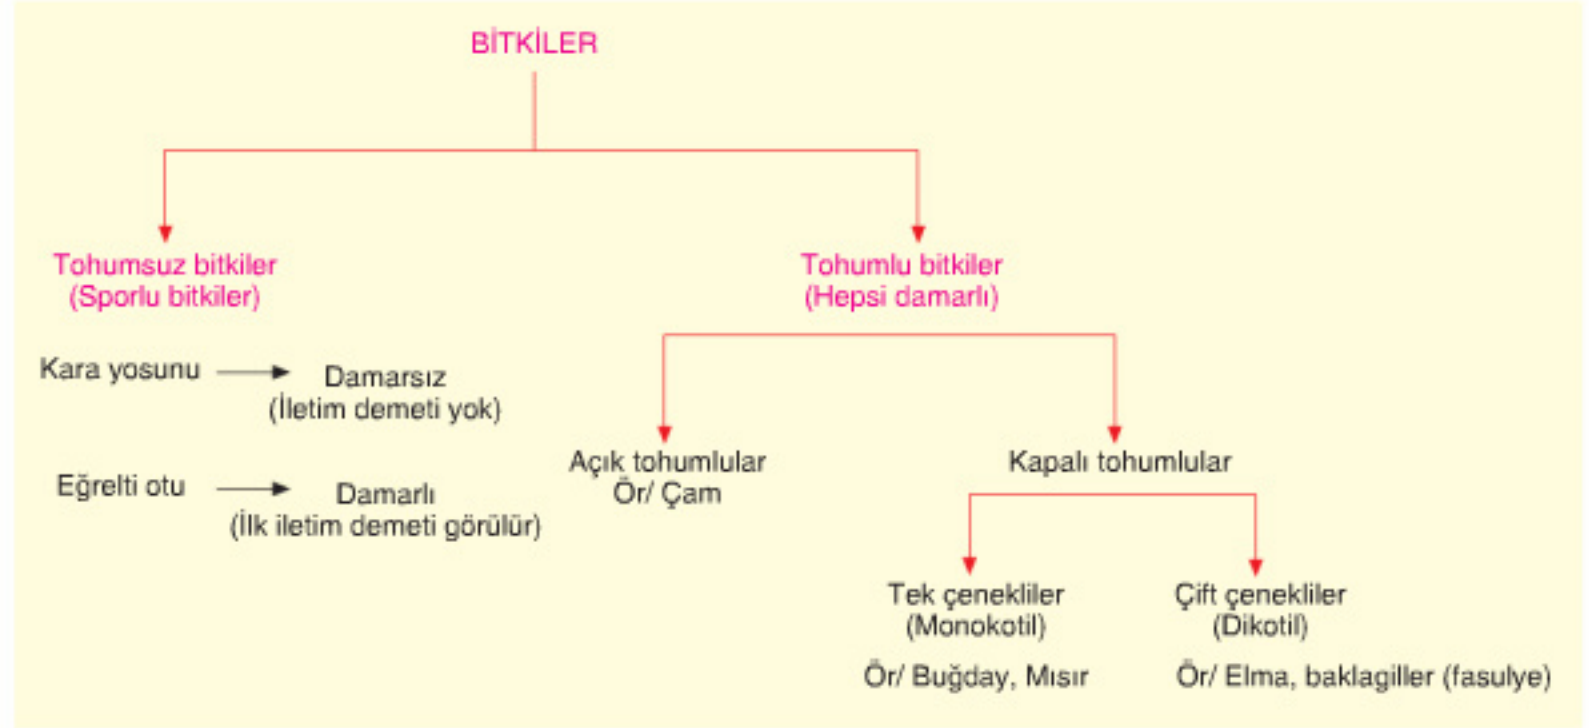 BİTKİLER
Tohumsuz bitkiler
(Sporlu bitkiler)
Tohumlu bitkiler
(Hepsi damarlı)
Kara yosunu
Damarsız
(İletim demeti yok)
Eğrelti otu
Damarlı
(İlk iletim demeti görülür)
Açık tohumlular
Ör/ Çam
Kapalı tohumlular
Tek çenekliler
(Monokotil)
Ör/ Buğday, Mısır
Çift çenekliler
(Dikotil)
Ör/ Elma, baklagiller (fasulye)